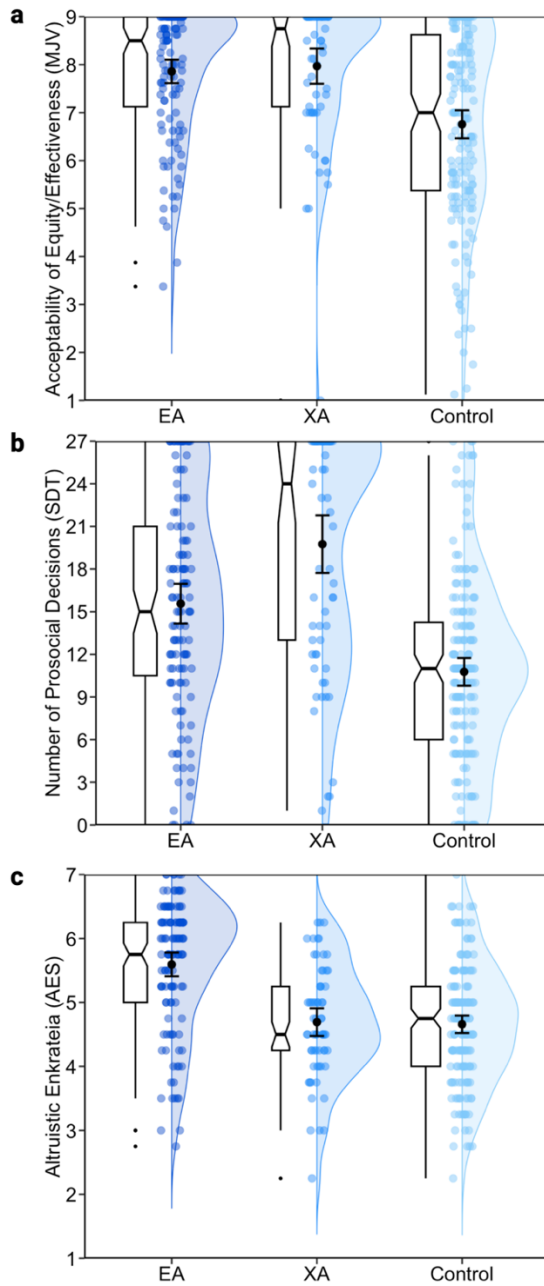 a
Acceptability of Equity/Effectiveness (MJV)
9
8
7
6
5
4
3
2
1
EA XA Control
b
Number of Prosocial Decisions (SDT)
27
24
21
18
15
12
9
6
3
0
EA XA Control
c
Altruistic Enkrateia (AES)
7
6
5
4
3
2
1
EA XA Control